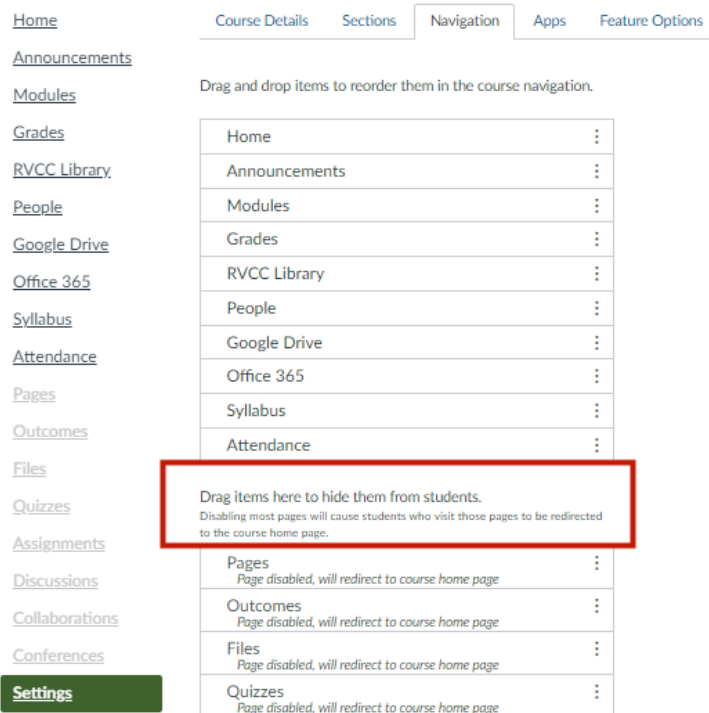 Home
Announcements
Modules
Grades
RVCC Library
People
Google Drive
Office 365
Syllabus
Attendance
Pages
Outcomes
Files
Quizzes
Assignments
Discussions
Collaborations
Conferences
Settings
Course Details Sections Navigation Apps Feature Options
Drag and drop items to reorder them in the course navigation.
Home
Announcements
Modules
Grades
RVCC Library
People
Google Drive
Office 365
Syllabus
Attendance
Drag items here to hide them from students.
Disabling most pages will cause students who visit those pages to be redirected
to the course home page.
Pages
Page disabled, will redirect to course home page
Outcomes
Page disabled, will redirect to course home page
Files
Page disabled, will redirect to course home page
Quizzes
Page disabled, will redirect to course home page